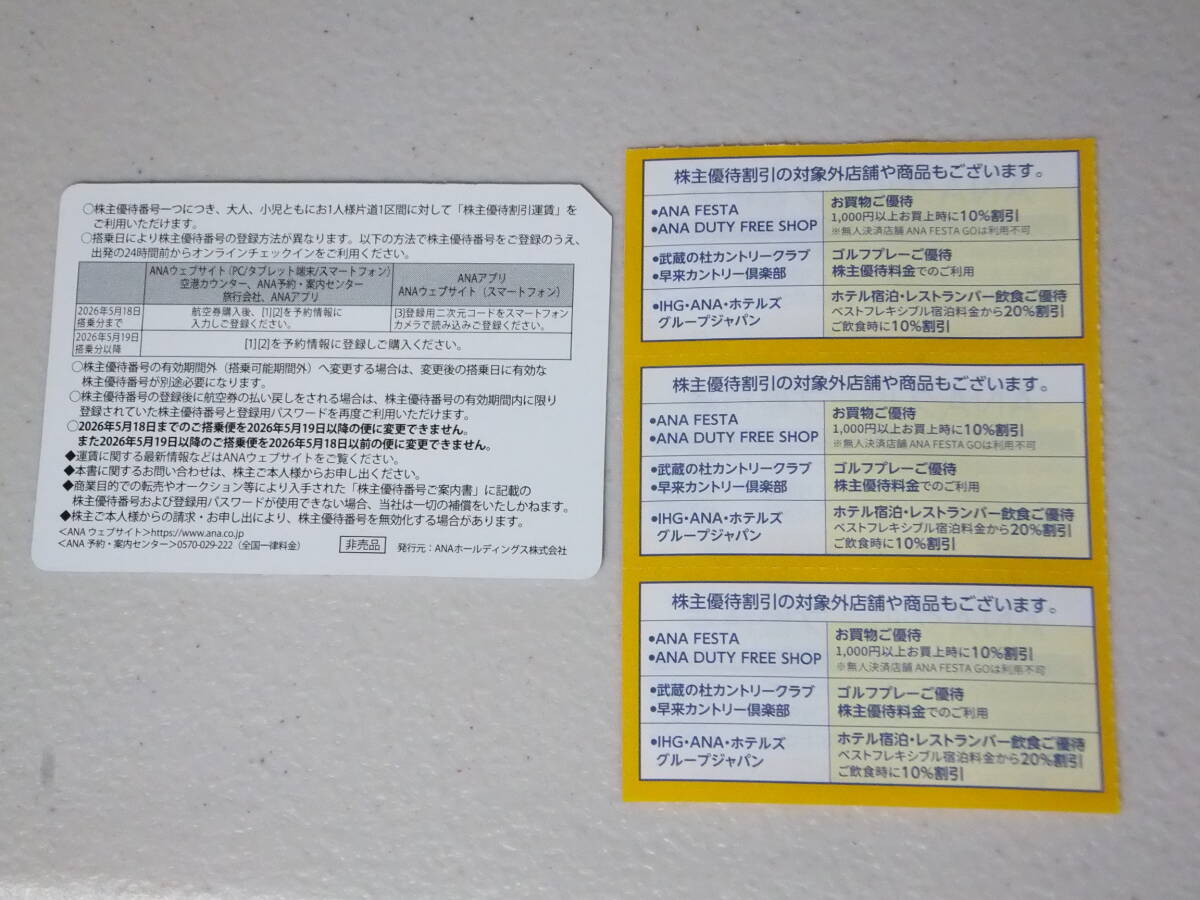 ○株主優待番号一つにつき、大人、小児ともにお1人様片道1区間に対して「株主優待割引運賃」を
ご利用いただけます。
○搭乗日により株主優待番号の登録方法が異なります。以下の方法で株主優待番号をご登録のうえ、
出発の24時間前からオンラインチェックインをご利用ください。
ANAウェブサイト（PC/タブレット端末/スマートフォン）
空港カウンター、ANA予約・案内センター
旅行会社、ANAアプリ
ANAアプリ
ANAウェブサイト（スマートフォン）
2026年5月18日
搭乗分まで
航空券購入後、[1][2]を予約情報に
入力しご登録ください。
[3]登録用二次元コードをスマートフォン
カメラで読み込みご登録ください。
2026年5月19日
搭乗分以降
[1][2]を予約情報に登録しご購入ください。
○株主優待番号の有効期間外（搭乗可能期間外）へ変更する場合は、変更後の搭乗日に有効な
株主優待番号が別途必要になります。
○株主優待番号の登録後に航空券の払い戻しをされる場合は、株主優待番号の有効期間内に限り
登録されていた株主優待番号と登録用パスワードを再度ご利用いただけます。
○2026年5月18日までのご搭乗便を2026年5月19日以降の便に変更できません。
また2026年5月19日以降のご搭乗便を2026年5月18日以前の便に変更できません。
◆運賃に関する最新情報などはANAウェブサイトをご覧ください。
◆本書に関するお問い合わせは、株主ご本人様からお申し出ください。
◆商業目的での転売やオークション等により入手された「株主優待番号ご案内書」に記載の
株主優待番号および登録用パスワードが使用できない場合、当社は一切の補償をいたしかねます。
◆株主ご本人様からの請求・お申し出により、株主優待番号を無効化する場合があります。
<ANA ウェブサイト>https://www.ana.co.jp
<ANA 予約・案内センター>0570-029-222（全国一律料金）
非売品 発行元：ANAホールディングス株式会社
株主優待割引の対象外店舗や商品もございます。
●ANA FESTA
●ANA DUTY FREE SHOP
お買物ご優待
1,000円以上お買上時に10%割引
※無人決済店舗 ANA FESTA GOは利用不可
●武蔵の杜カントリークラブ
●早来カントリー倶楽部
ゴルフプレーご優待
株主優待料金でのご利用
●IHG・ANA・ホテルズ
グループジャパン
ホテル宿泊・レストランバー飲食ご優待
ベストフレキシブル宿泊料金から20%割引
ご飲食時に10%割引
株主優待割引の対象外店舗や商品もございます。
●ANA FESTA
●ANA DUTY FREE SHOP
お買物ご優待
1,000円以上お買上時に10%割引
※無人決済店舗 ANA FESTA GOは利用不可
●武蔵の杜カントリークラブ
●早来カントリー倶楽部
ゴルフプレーご優待
株主優待料金でのご利用
●IHG・ANA・ホテルズ
グループジャパン
ホテル宿泊・レストランバー飲食ご優待
ベストフレキシブル宿泊料金から20%割引
ご飲食時に10%割引
株主優待割引の対象外店舗や商品もございます。
●ANA FESTA
●ANA DUTY FREE SHOP
お買物ご優待
1,000円以上お買上時に10%割引
※無人決済店舗 ANA FESTA GOは利用不可
●武蔵の杜カントリークラブ
●早来カントリー倶楽部
ゴルフプレーご優待
株主優待料金でのご利用
●IHG・ANA・ホテルズ
グループジャパン
ホテル宿泊・レストランバー飲食ご優待
ベストフレキシブル宿泊料金から20%割引
ご飲食時に10%割引